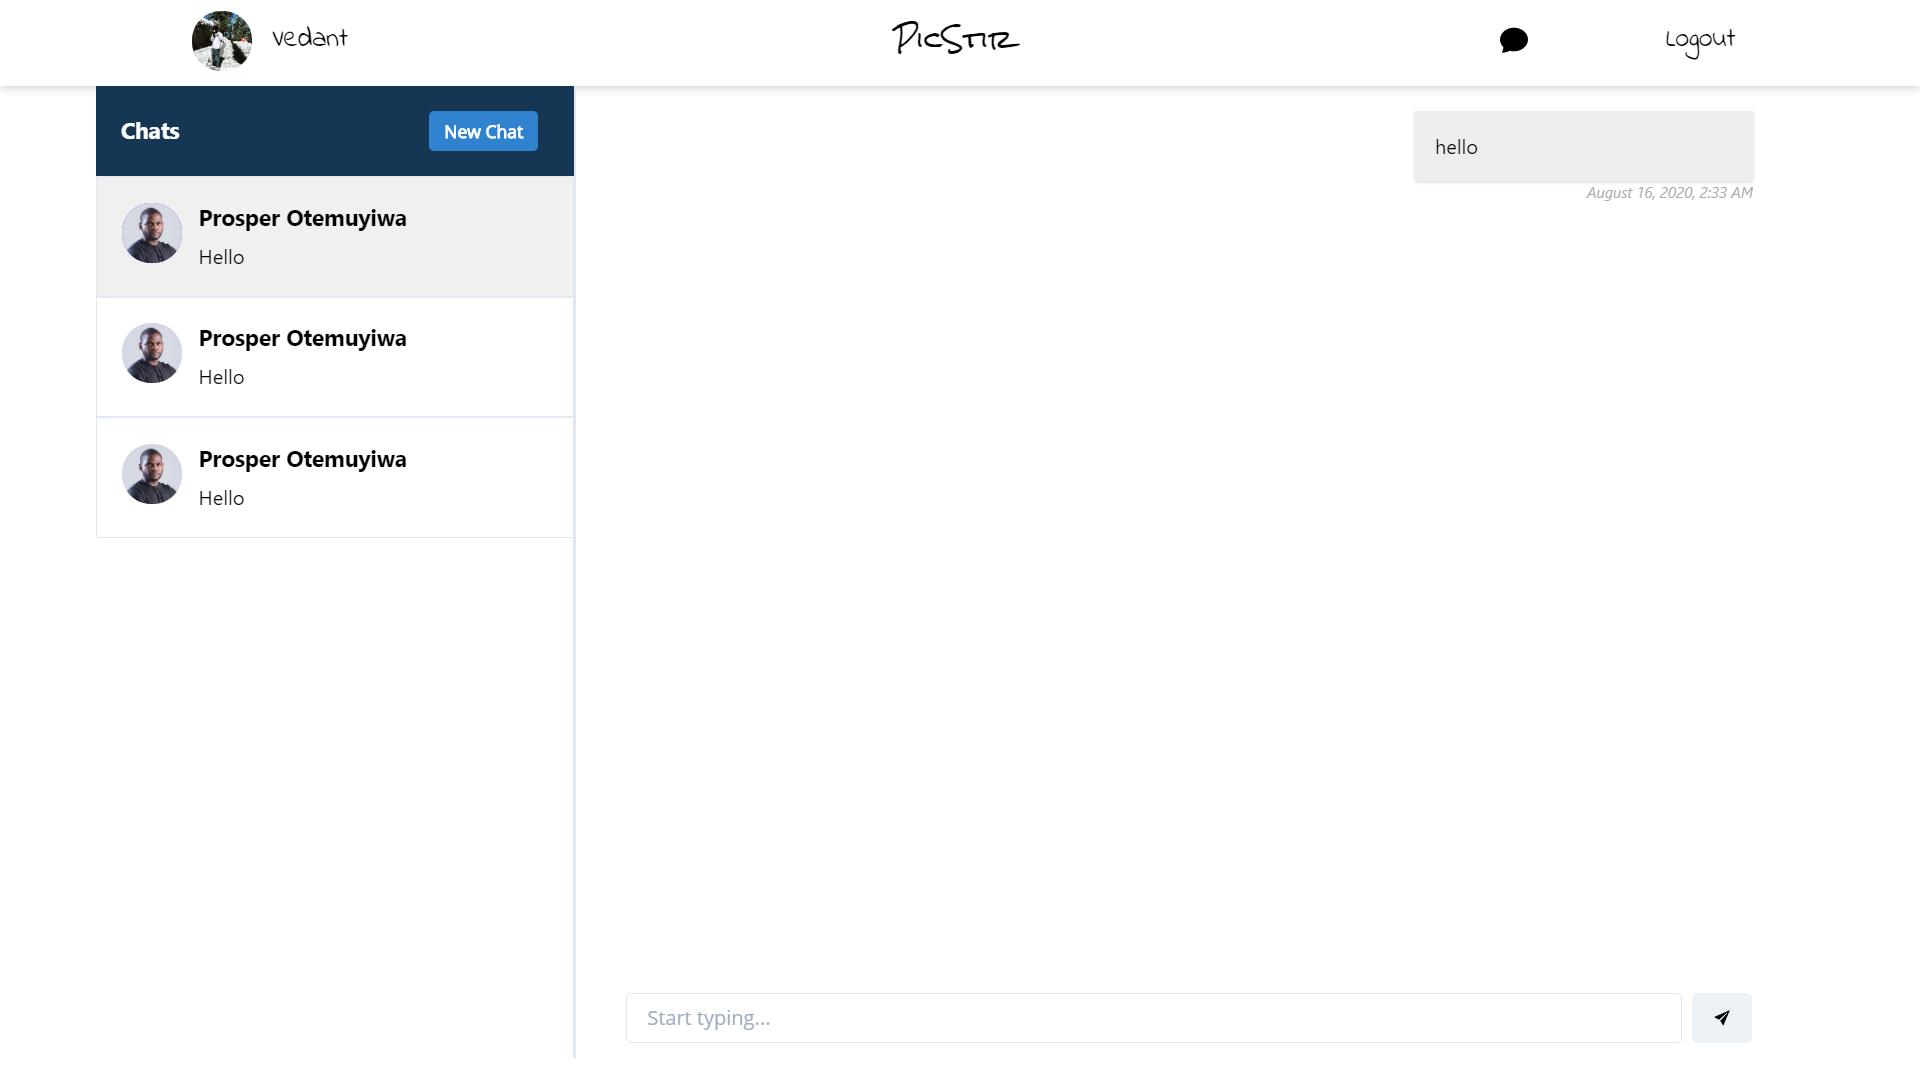 vedant
PicStir
Logout
Chats
New Chat
Prosper Otemuyiwa
Hello
Prosper Otemuyiwa
Hello
Prosper Otemuyiwa
Hello
hello
August 16, 2020, 2:33 AM
Start typing...